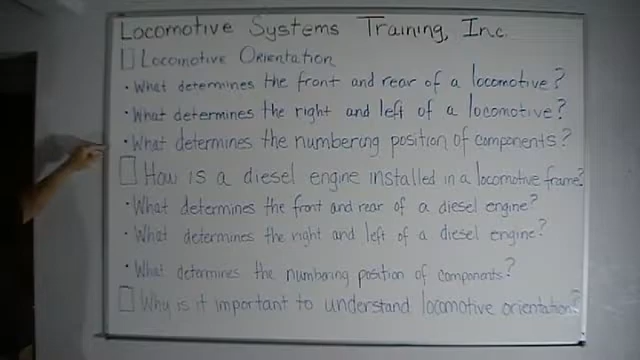 Locomotive Systems Training, Inc.
Locomotive Orientation
• What determines the front and rear of a locomotive?
• What determines the right and left of a locomotive?
• What determines the numbering position of components?
How is a diesel engine installed in a locomotive frame?
• What determines the front and rear of a diesel engine?
• What determines the right and left of a diesel engine?
• What determines the numbering position of components?
Why is it important to understand locomotive orientation?